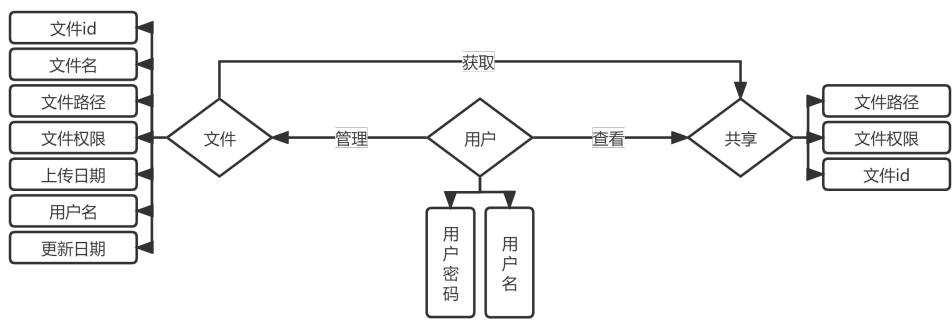 文件id
文件名
文件路径
文件权限
上传日期
用户名
更新日期
文件
获取
管理
用户
查看
共享
文件路径
文件权限
文件id
用户密码
用户名